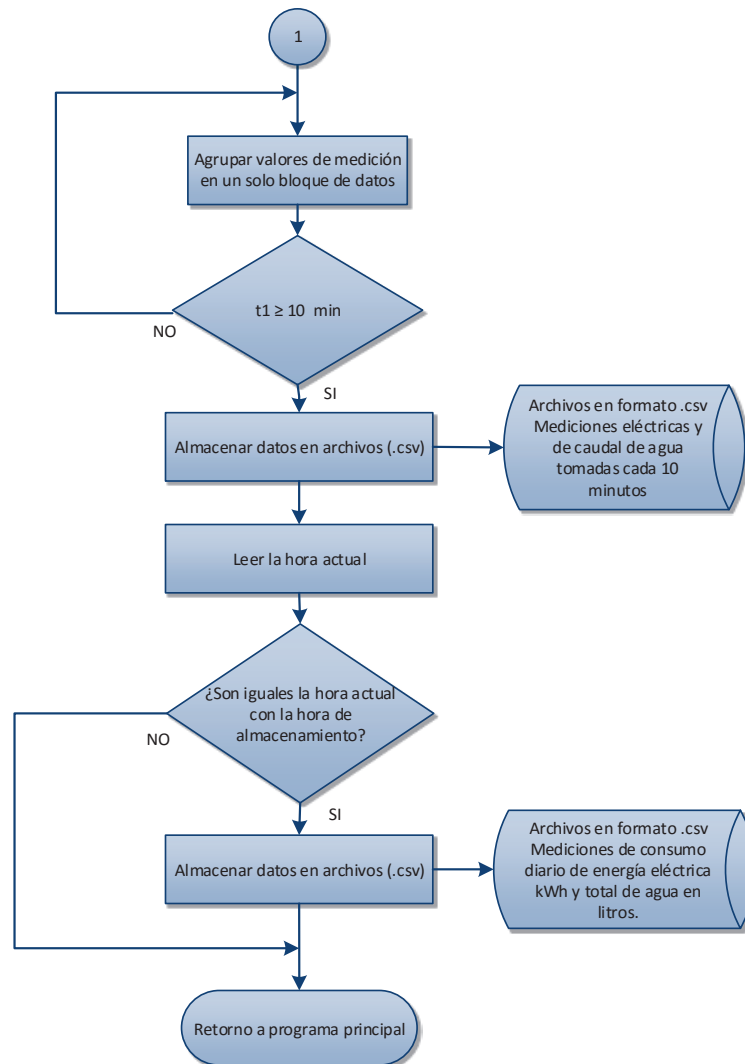 1
Agrupar valores de medición
en un solo bloque de datos
t1 ≥ 10 min
NO
SI
Almacenar datos en archivos (.csv)
Archivos en formato .csv
Mediciones eléctricas y
de caudal de agua
tomadas cada 10
minutos
Leer la hora actual
¿Son iguales la hora actual
con la hora de
almacenamiento?
NO
SI
Almacenar datos en archivos (.csv)
Archivos en formato .csv
Mediciones de consumo
diario de energía eléctrica
kWh y total de agua en
litros.
Retorno a programa principal